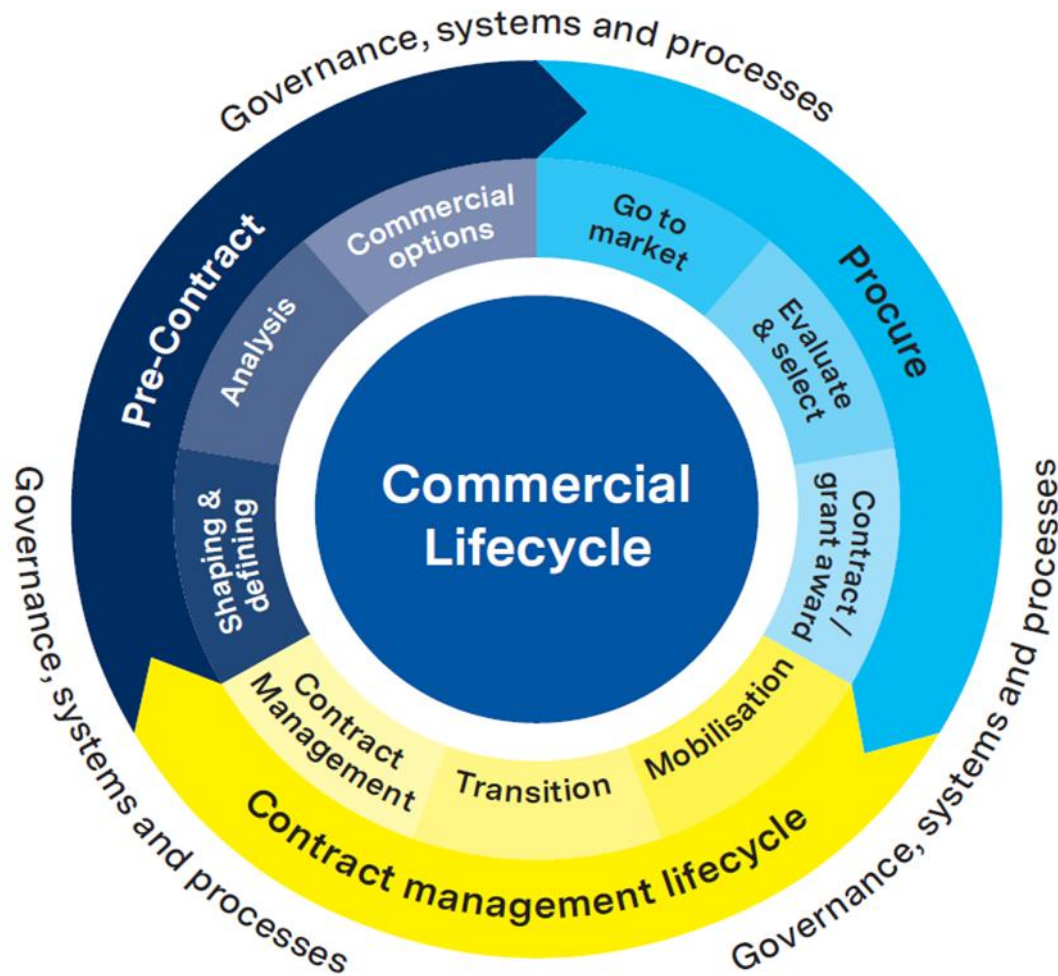 Governance, systems and processes
Pre-Contract
Procure
Commercial
options
Go to
market
Analysis
Evaluate
& select
Shaping &
defining
Contract /
grant award
Commercial
Lifecycle
Contract
Management
Transition
Mobilisation
Contract management lifecycle
Governance, systems and processes
Governance, systems and processes